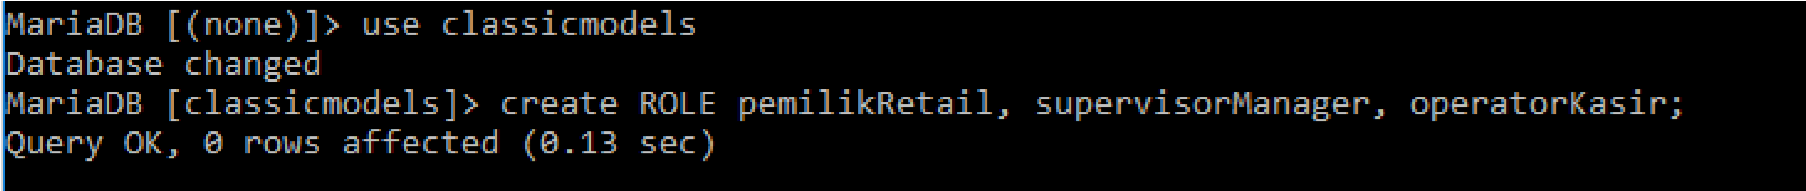 MariaDB [(none)]> use classicmodels
Database changed
MariaDB [classicmodels]> create ROLE pemilikRetail, supervisorManager, operatorKasir;
Query OK, 0 rows affected (0.13 sec)